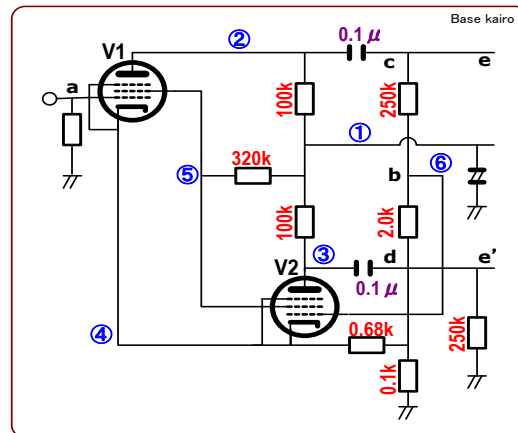 Base kairo
0.1μ
V1
②
c
e
a
100k
250k
①
320k
⑤
b
⑥
100k
2.0k
③
d
e'
V2
0.1μ
④
0.68k
250k
0.1k